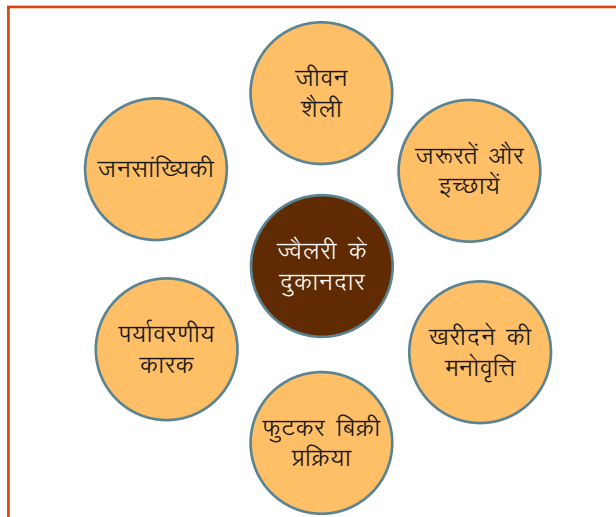 जीवन
शैली
जरूरतें और
इच्छायें
जनसांख्यिकी
ज्वैलरी के
दुकानदार
पर्यावरणीय
कारक
खरीदने की
मनोवृत्ति
फुटकर बिक्री
प्रक्रिया